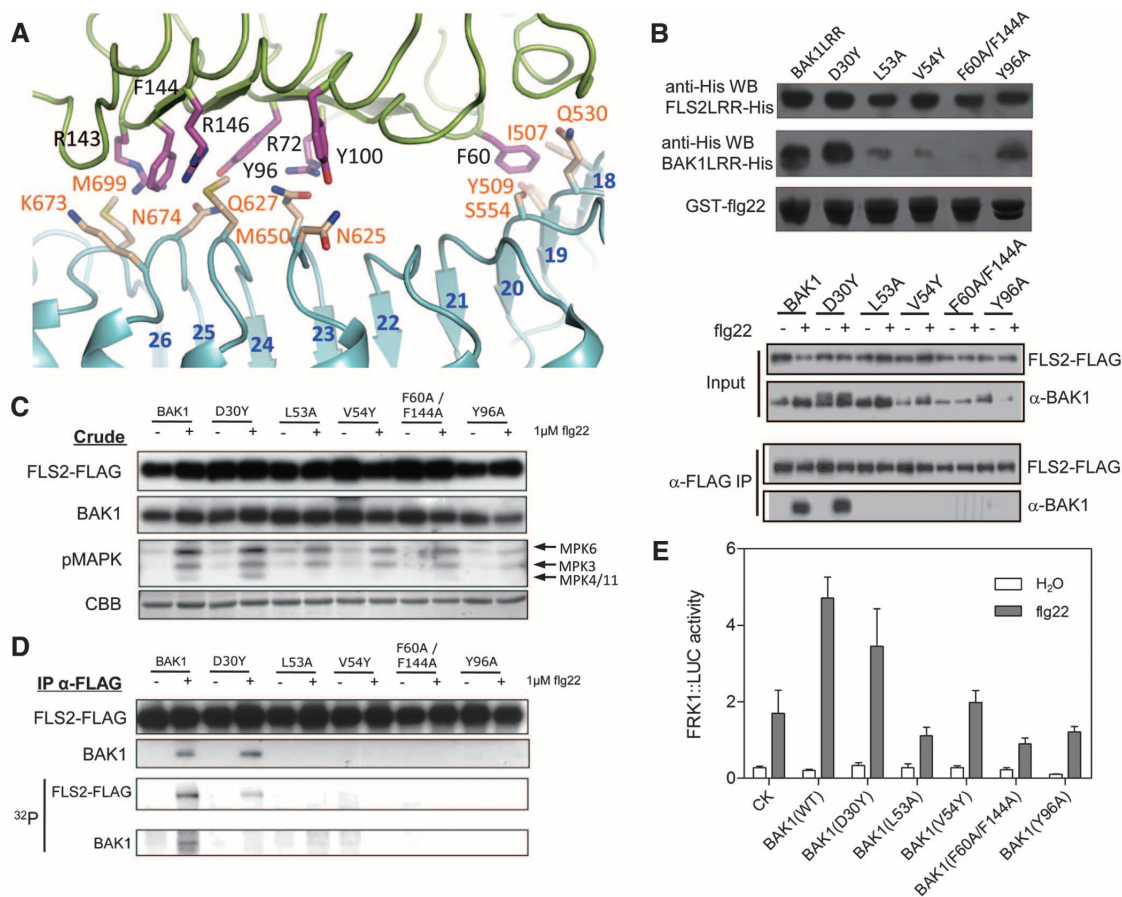 A
F144
R143
R146
R72
Y96
Y100
F60
Q530
I507
M699
K673
N674
Q627
M650
N625
Y509
S554
18
19
20
21
22
23
24
25
26
B
BAK1LRR
D30Y
L53A
V54Y
F60A/F144A
Y96A
anti-His WB
FLS2LRR-His
anti-His WB
BAK1LRR-His
GST-flg22
BAK1
D30Y
L53A
V54Y
F60A/F144A
Y96A
flg22 - + - + - + - + - + - +
Input
FLS2-FLAG
α-BAK1
α-FLAG IP
FLS2-FLAG
α-BAK1
C
BAK1 D30Y L53A V54Y F60A / F144A Y96A
Crude
- + - + - + - + - + - + 1μM flg22
FLS2-FLAG
BAK1
pMAPK
MPK6
MPK3
MPK4/11
CBB
D
BAK1 D30Y L53A V54Y F60A / F144A Y96A
IP α-FLAG
- + - + - + - + - + - + 1μM flg22
FLS2-FLAG
BAK1
32P
FLS2-FLAG
BAK1
E
FRK1::LUC activity
6
4
2
0
H2O
flg22
CK
BAK1(WT)
BAK1(D30Y)
BAK1(L53A)
BAK1(V54Y)
BAK1(F60A/F144A)
BAK1(Y96A)